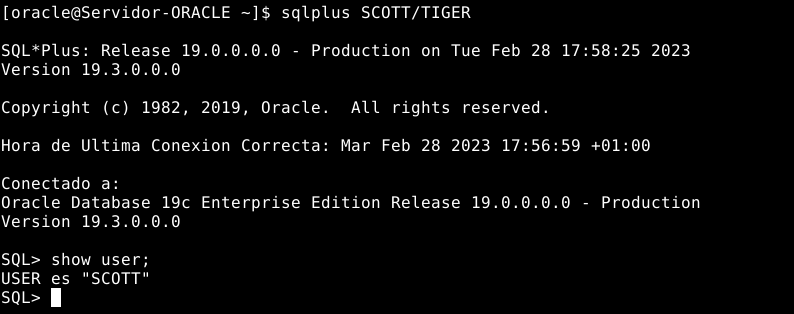 [oracle@Servidor-ORACLE ~]$ sqlplus SCOTT/TIGER
SQL*Plus: Release 19.0.0.0.0 - Production on Tue Feb 28 17:58:25 2023
Version 19.3.0.0.0
Copyright (c) 1982, 2019, Oracle.  All rights reserved.
Hora de Ultima Conexion Correcta: Mar Feb 28 2023 17:56:59 +01:00
Conectado a:
Oracle Database 19c Enterprise Edition Release 19.0.0.0.0 - Production
Version 19.3.0.0.0
SQL> show user;
USER es "SCOTT"
SQL>